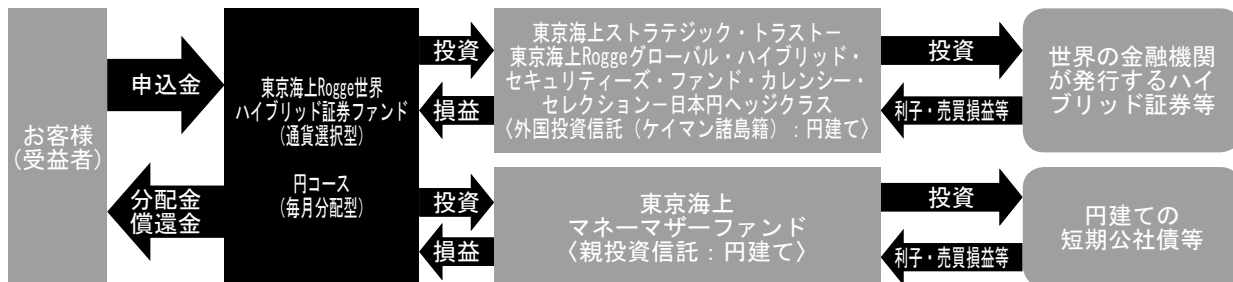 お客様
(受益者)
申込金
分配金
償還金
東京海上Rogge世界
ハイブリッド証券ファンド
(通貨選択型)
円コース
(毎月分配型)
投資
損益
東京海上ストラテジック・トラスト－
東京海上Roggeグローバル・ハイブリッド・
セキュリティーズ・ファンド・カレンシー・
セレクション－日本円ヘッジクラス
〈外国投資信託（ケイマン諸島籍）：円建て〉
投資
利子・売買損益等
世界の金融機関
が発行するハイ
ブリッド証券等
投資
損益
東京海上
マネーマザーファンド
〈親投資信託：円建て〉
投資
利子・売買損益等
円建ての
短期公社債等